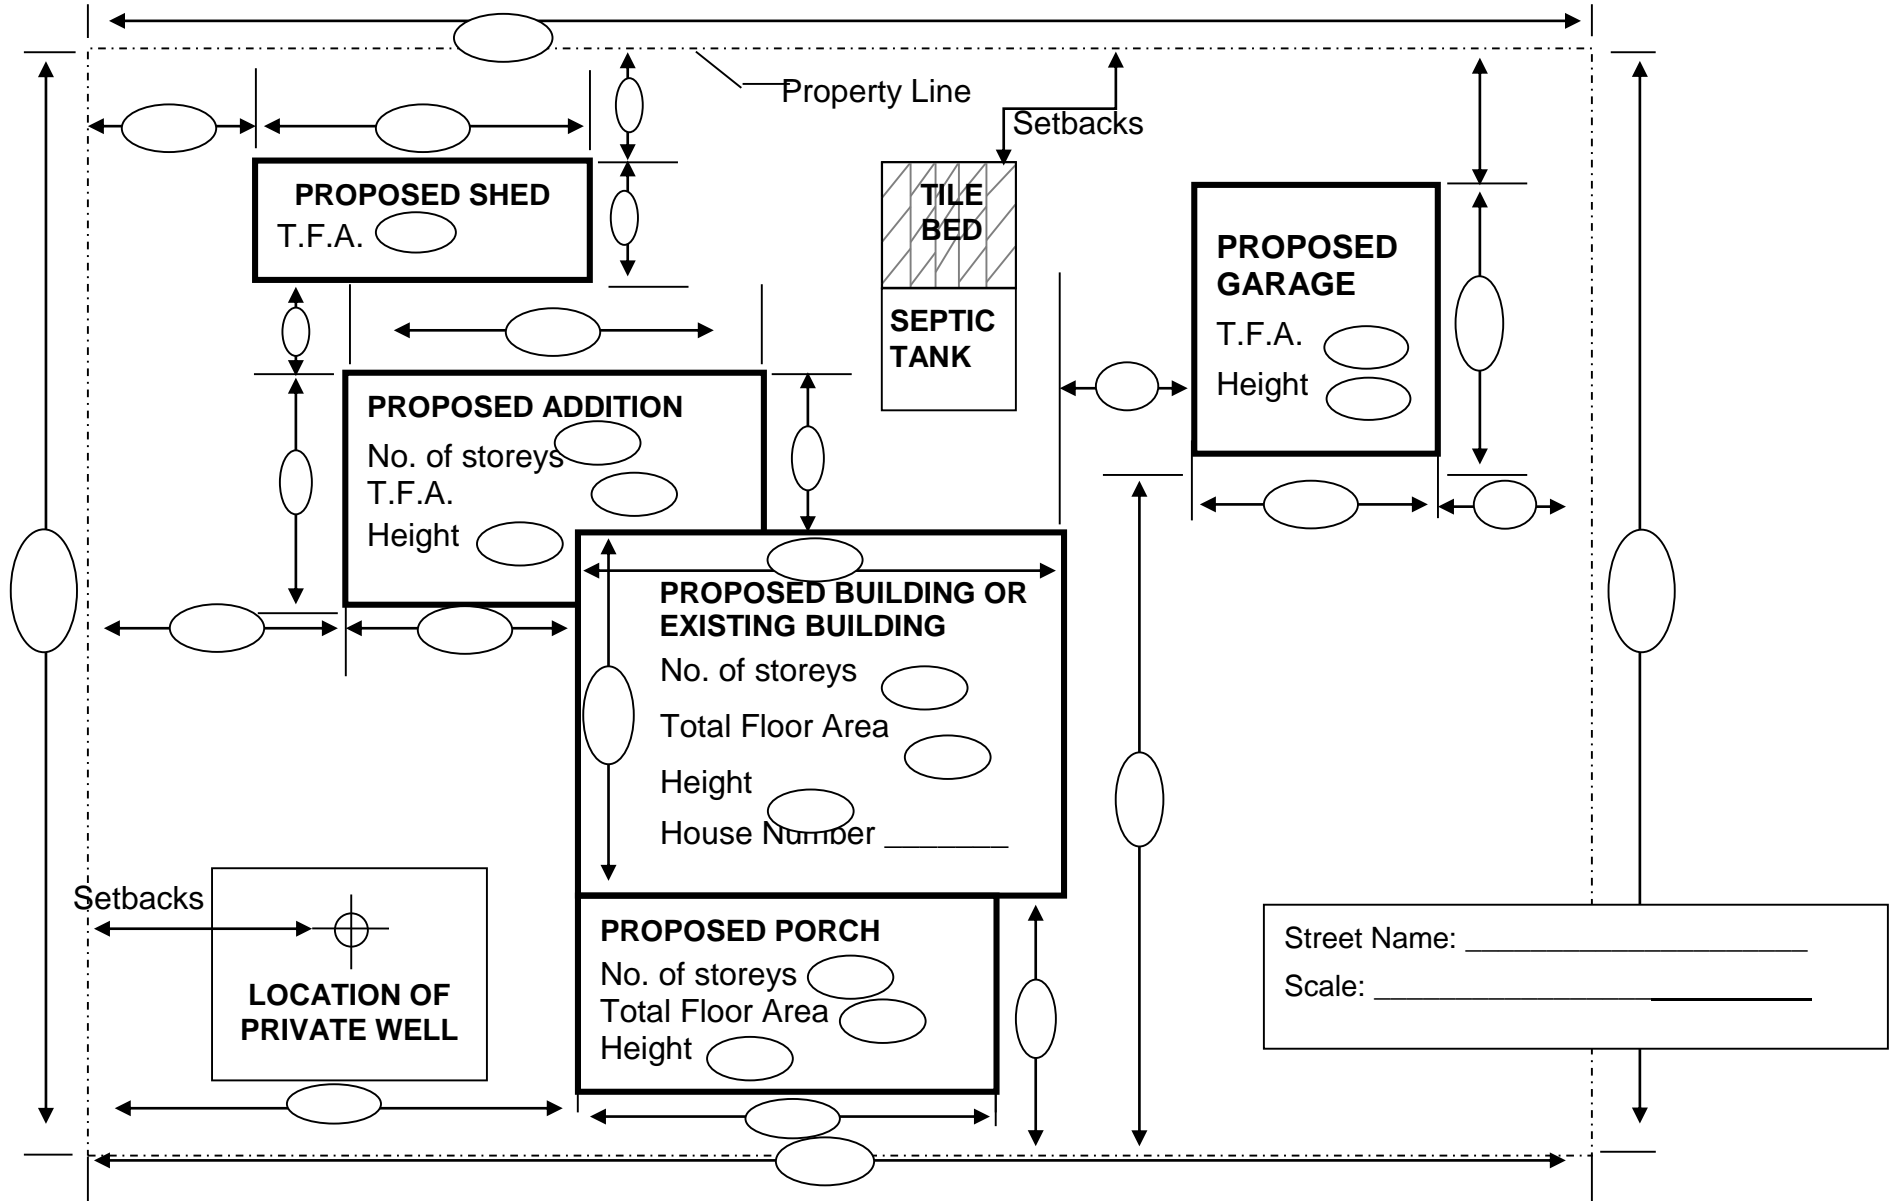 Property Line
Setbacks
PROPOSED SHED
T.F.A.
TILE
BED
SEPTIC
TANK
PROPOSED
GARAGE
T.F.A.
Height
PROPOSED ADDITION
No. of storeys
T.F.A.
Height
PROPOSED BUILDING OR
EXISTING BUILDING
No. of storeys
Total Floor Area
Height
House Number _______
Setbacks
LOCATION OF
PRIVATE WELL
PROPOSED PORCH
No. of storeys
Total Floor Area
Height
Street Name: _____________________
Scale: ___________________________